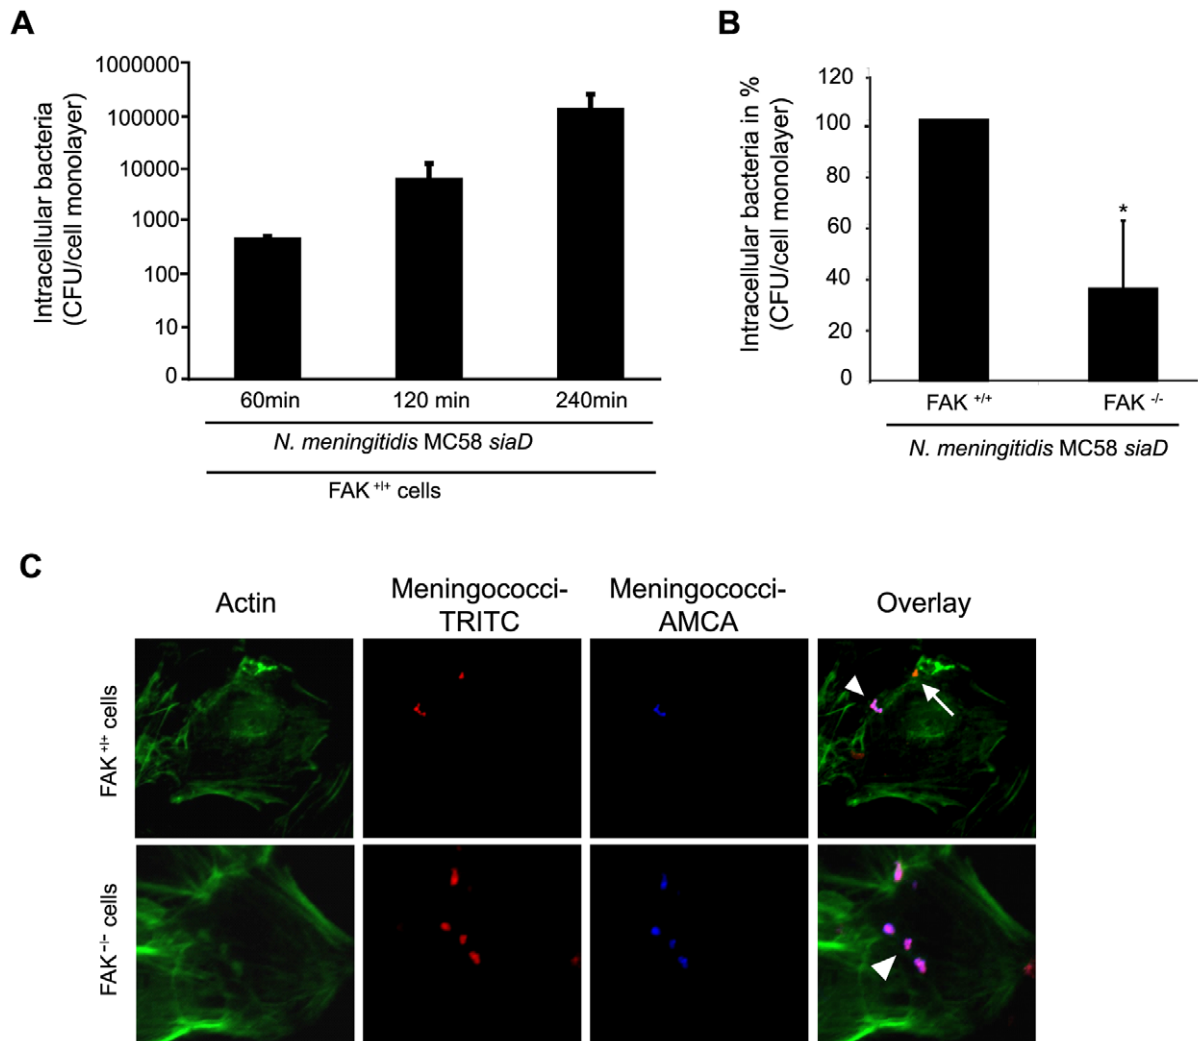 A
Intracellular bacteria
(CFU/cell monolayer)
1000000
100000
10000
1000
100
10
0
60min 120 min 240min
N. meningitidis MC58 siaD
FAK +/+ cells
B
Intracellular bacteria in %
(CFU/cell monolayer)
120
100
80
60
40
20
0
*
FAK +/+ FAK -/-
N. meningitidis MC58 siaD
C
Actin
Meningococci-
TRITC
Meningococci-
AMCA
Overlay
FAK +/+ cells
FAK -/- cells